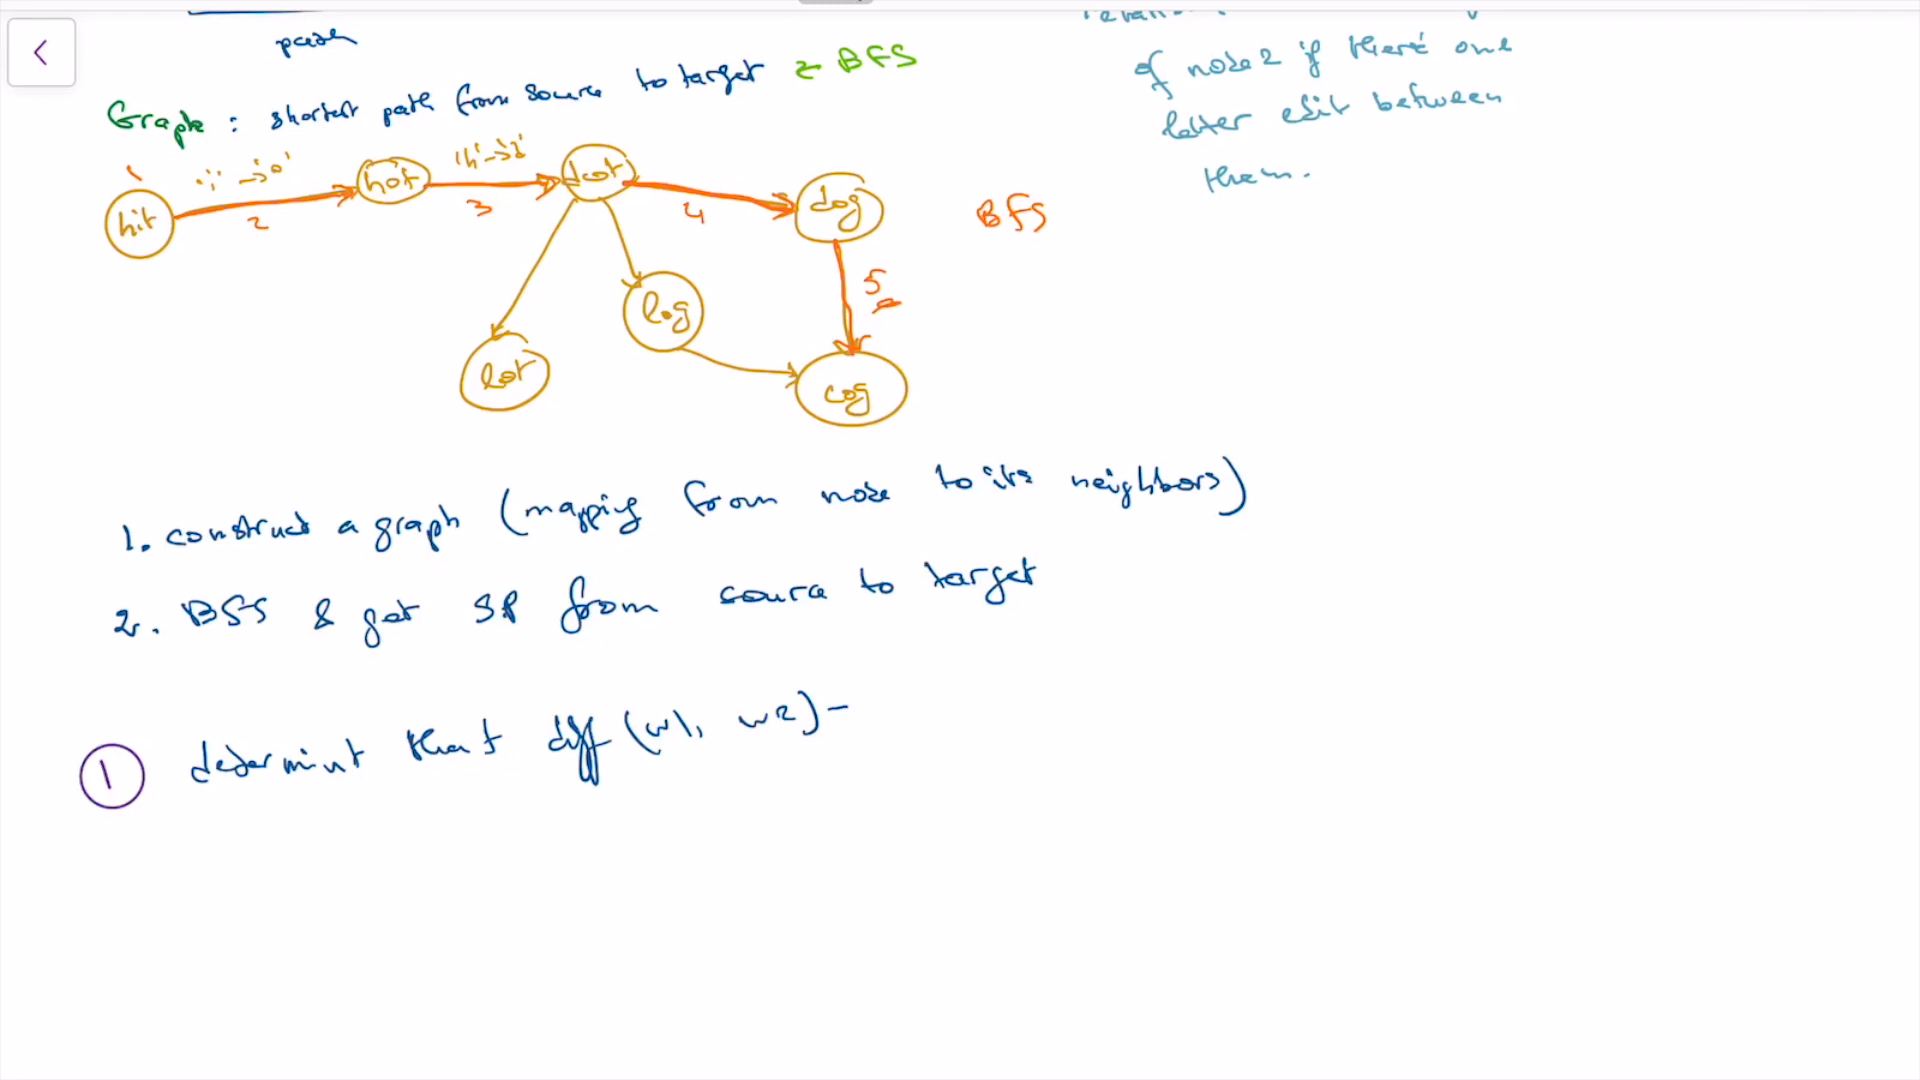 path
Graph : shortest path from source to target ← BFS
of node 2 if there one
letter edit between
them.
'i' → 'o'
'h' → 'd'
hit
hot
dot
dog
1
2
3
4
5
BFS
log
lot
cog
1. construct a graph (mapping from node to its neighbors)
2. BFS & get SP from source to target
1 determint that diff (w1, w2) -